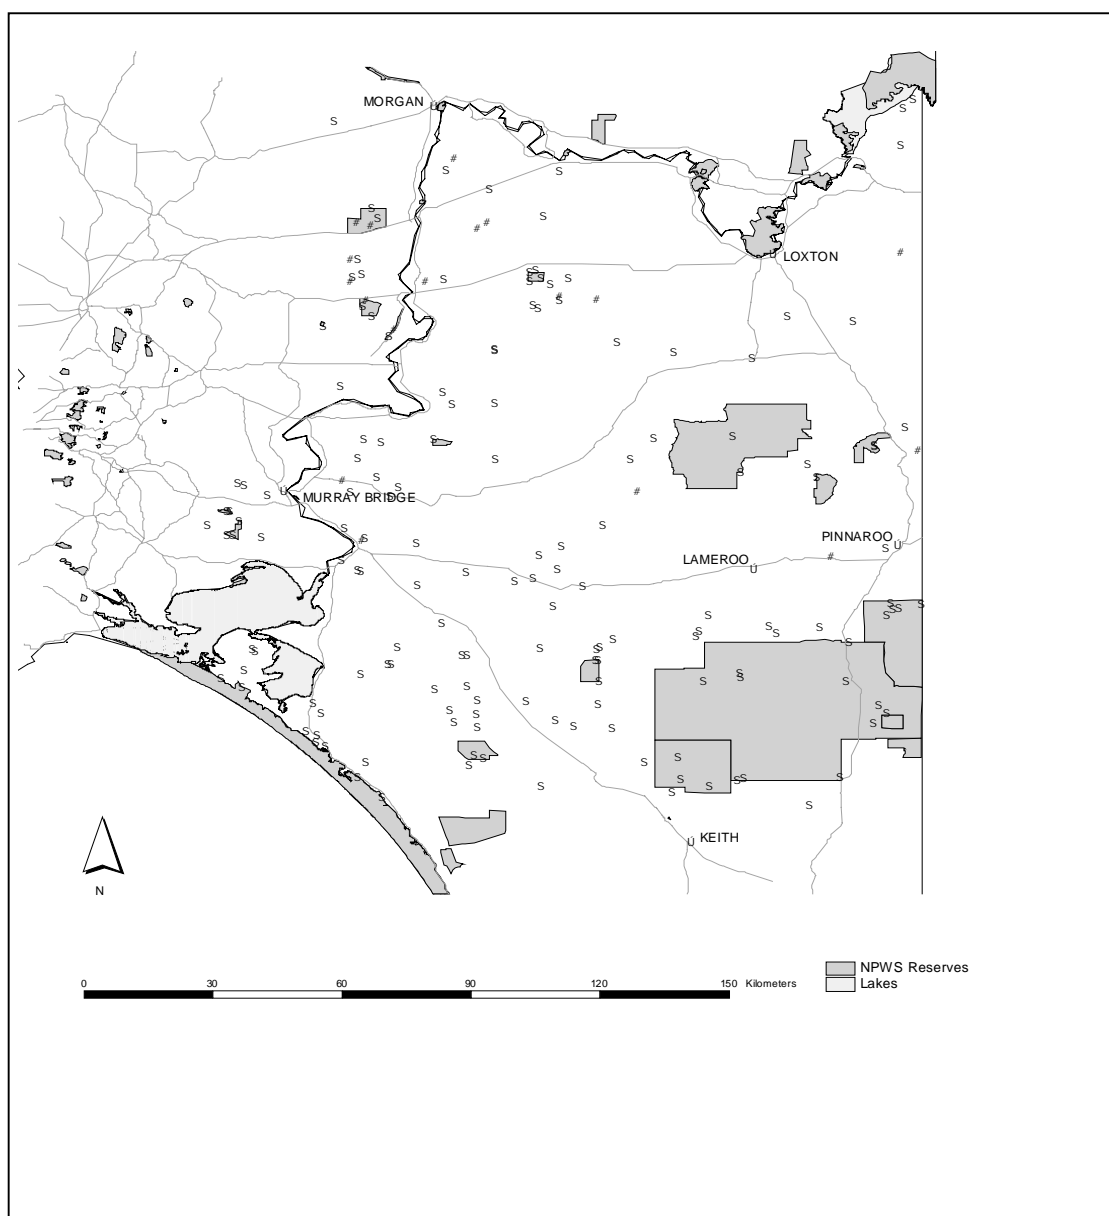 MORGAN
LOXTON
MURRAY BRIDGE
PINNAROO
LAMEROO
KEITH
N
0 30 60 90 120 150 Kilometers
NPWS Reserves
Lakes